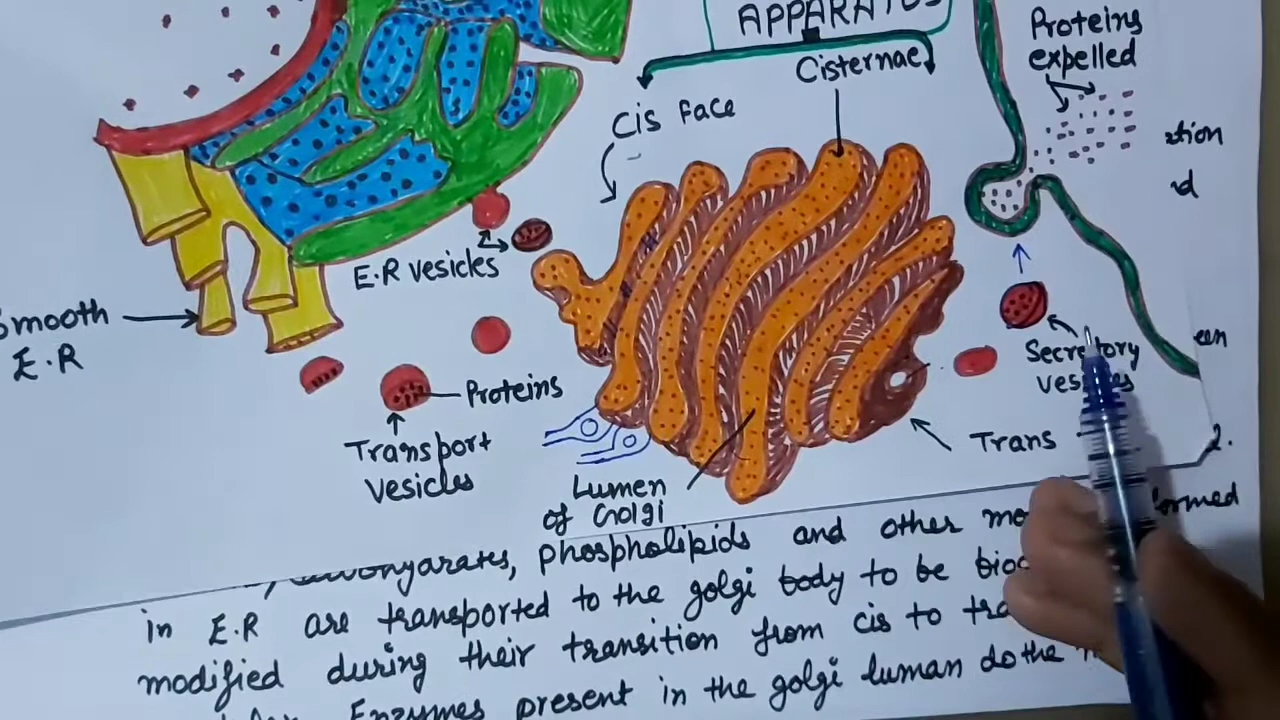 APPARATUS
Proteins
expelled
Cisternae
Cis Face
E.R vesicles
Smooth
E.R
Proteins
Transport
Vesicles
Lumen
of Golgi
Secretory
vesicles
Trans
2.
phospholipids and other
in E.R are transported to the golgi body to be
modified during their transition from cis to
Enzymes present in the golgi luman do the